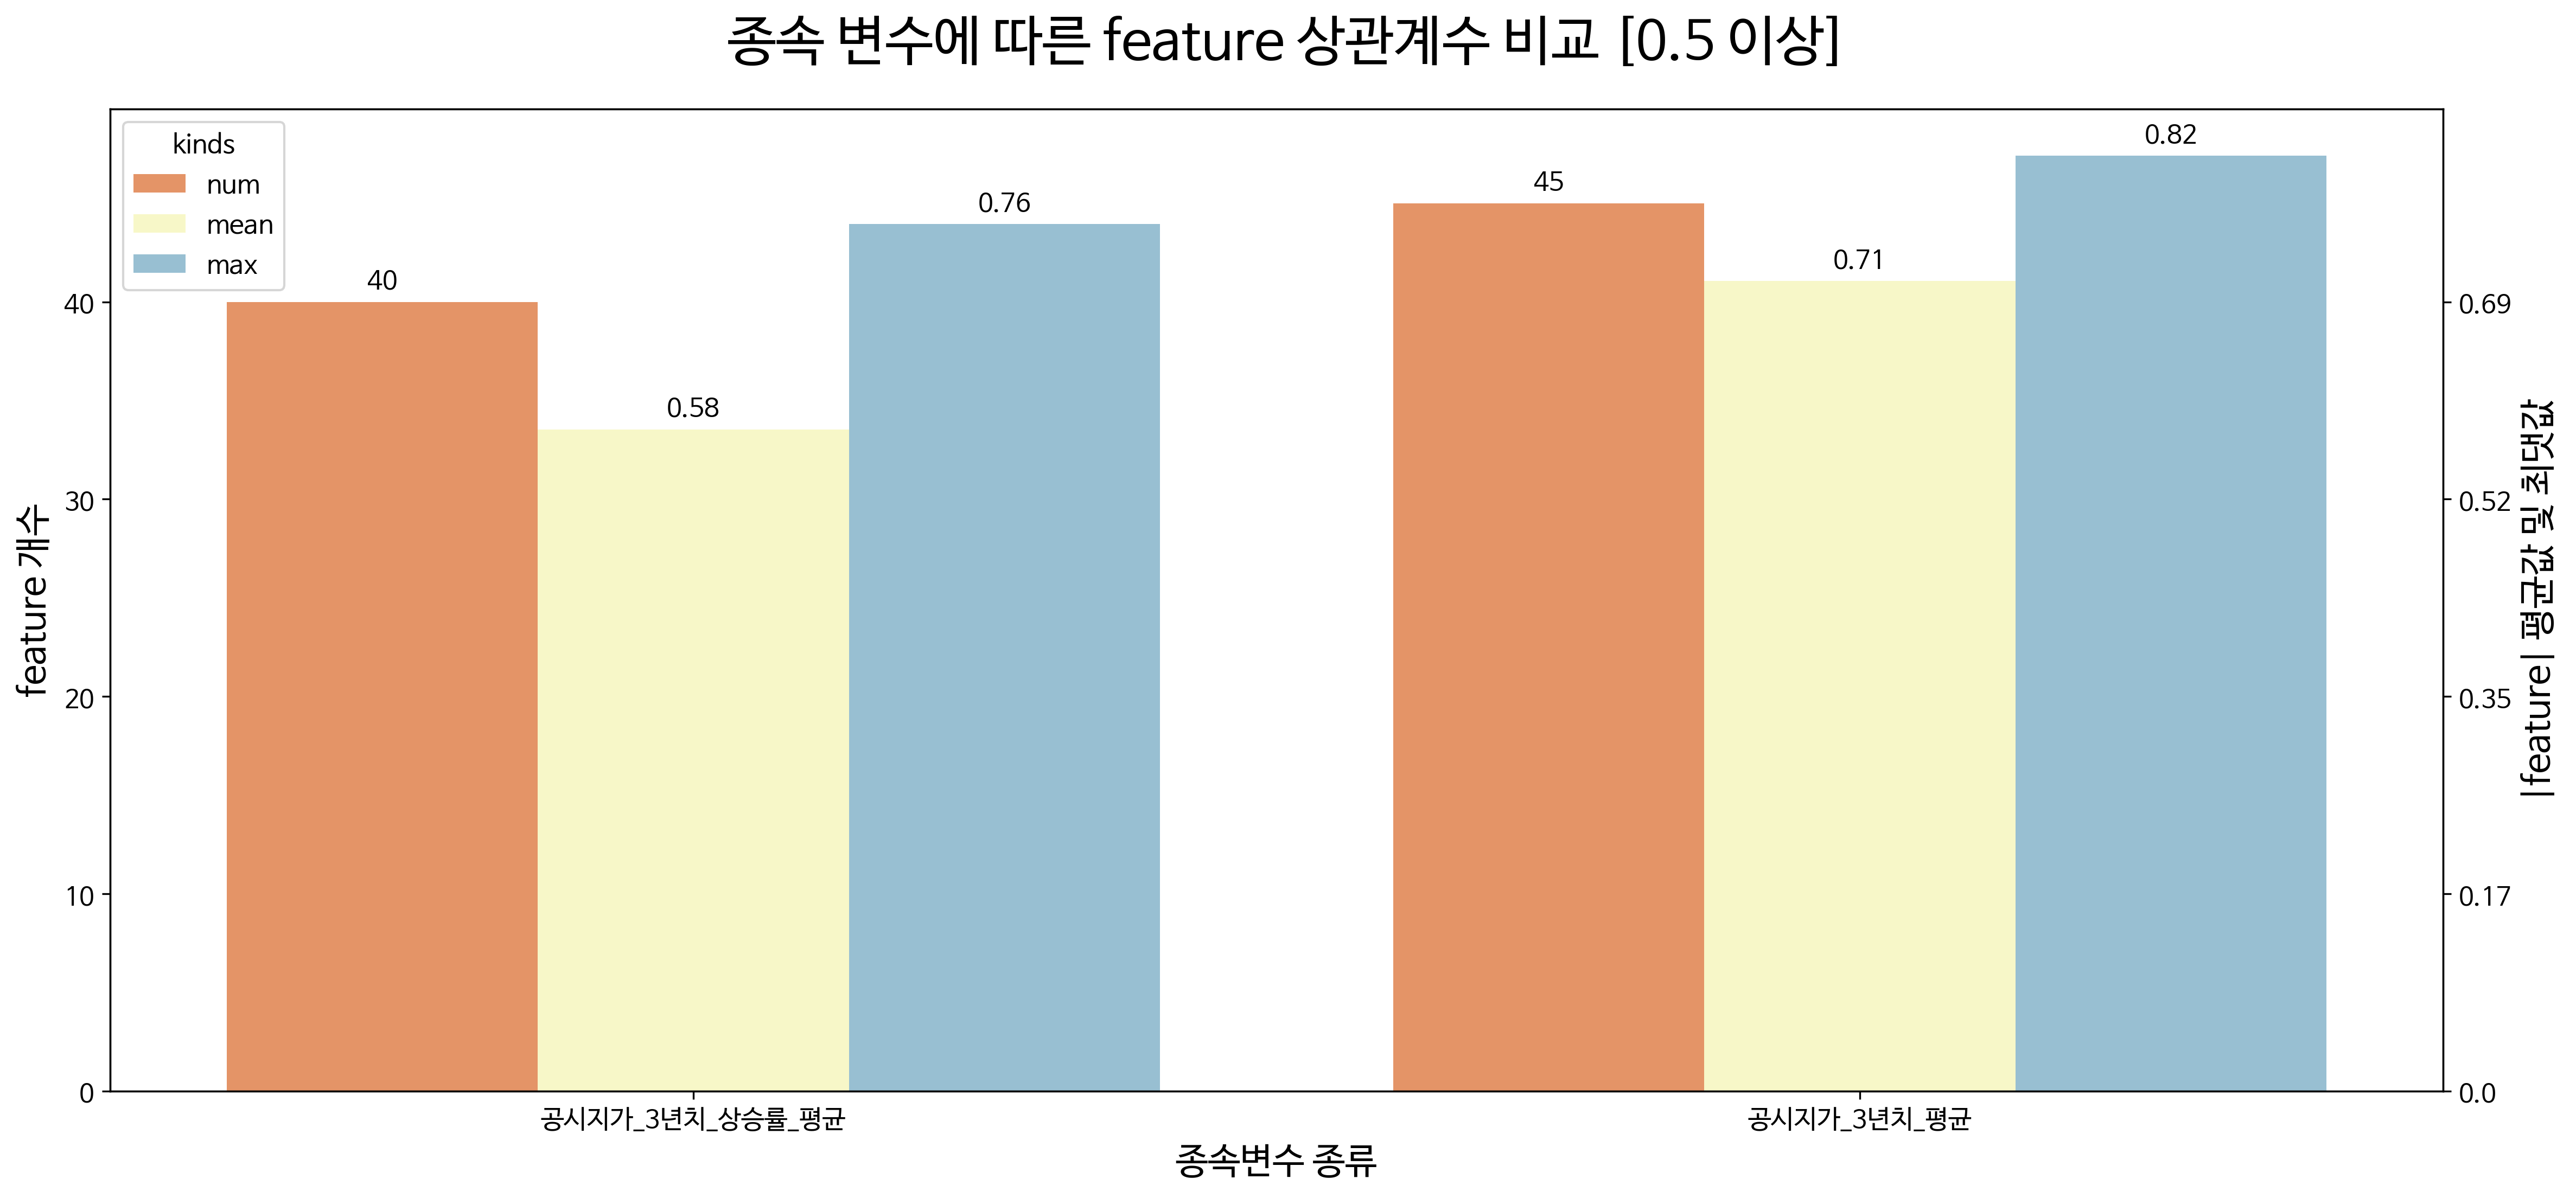 종속 변수에 따른 feature 상관계수 비교 [0.5 이상]
kinds
num
mean
max
40
0.58
0.76
45
0.71
0.82
feature 개수
40
30
20
10
0
0.69
0.52
0.35
0.17
0.0
|feature| 평균값 및 최댓값
공시지가_3년치_상승률_평균
공시지가_3년치_평균
종속변수 종류